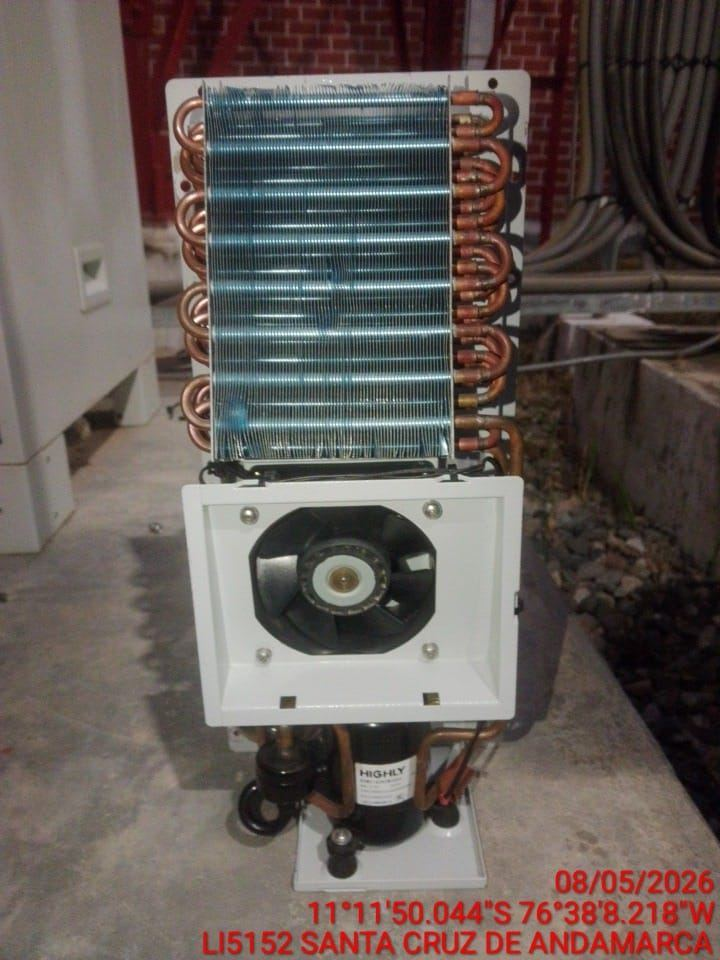 HIGHLY
08/05/2026
11°11'50.044"S 76°38'8.218"W
LI5152 SANTA CRUZ DE ANDAMARCA